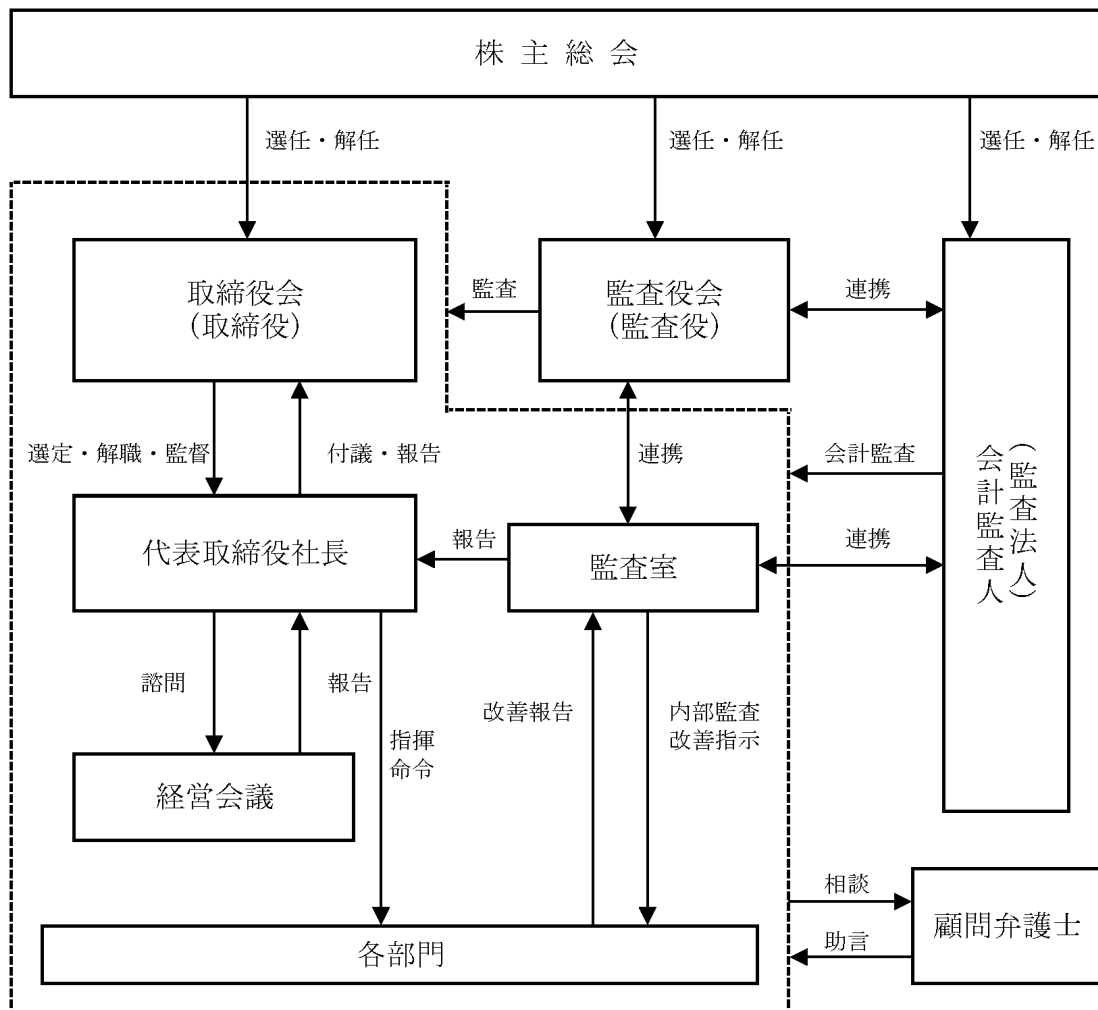 株主総会
選任・解任
選任・解任
選任・解任
取締役会
(取締役)
監査
監査役会
(監査役)
連携
選定・解職・監督
付議・報告
連携
会計監査
会計監査人
(監査法人)
代表取締役社長
報告
監査室
連携
諮問
報告
指揮
命令
改善報告
内部監査
改善指示
経営会議
相談
助言
顧問弁護士
各部門